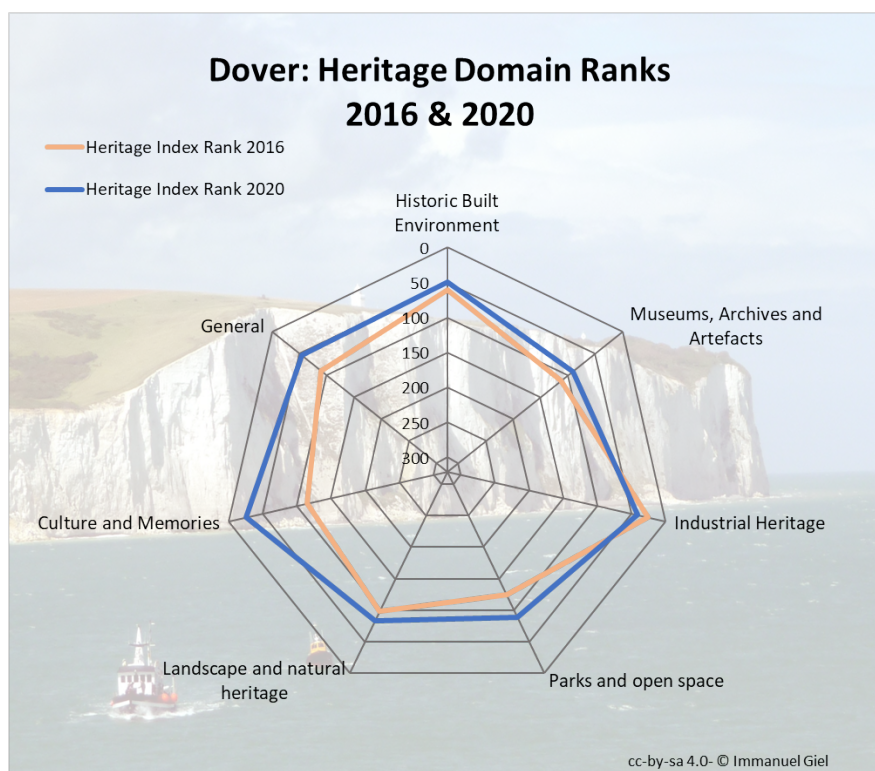 Dover: Heritage Domain Ranks
2016 & 2020
Heritage Index Rank 2016
Heritage Index Rank 2020
Historic Built
Environment
0
50
100
150
200
250
300
Museums, Archives and
Artefacts
Industrial Heritage
Parks and open space
Landscape and natural
heritage
Culture and Memories
General
cc-by-sa 4.0- © Immanuel Giel